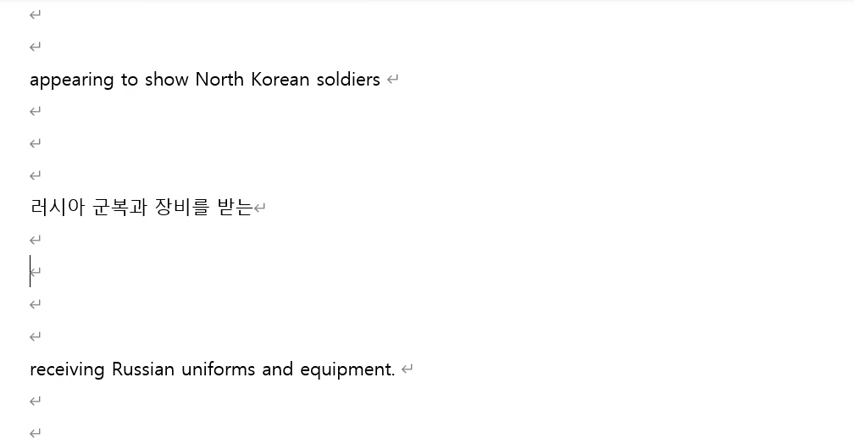 appearing to show North Korean soldiers
러시아 군복과 장비를 받는
receiving Russian uniforms and equipment.